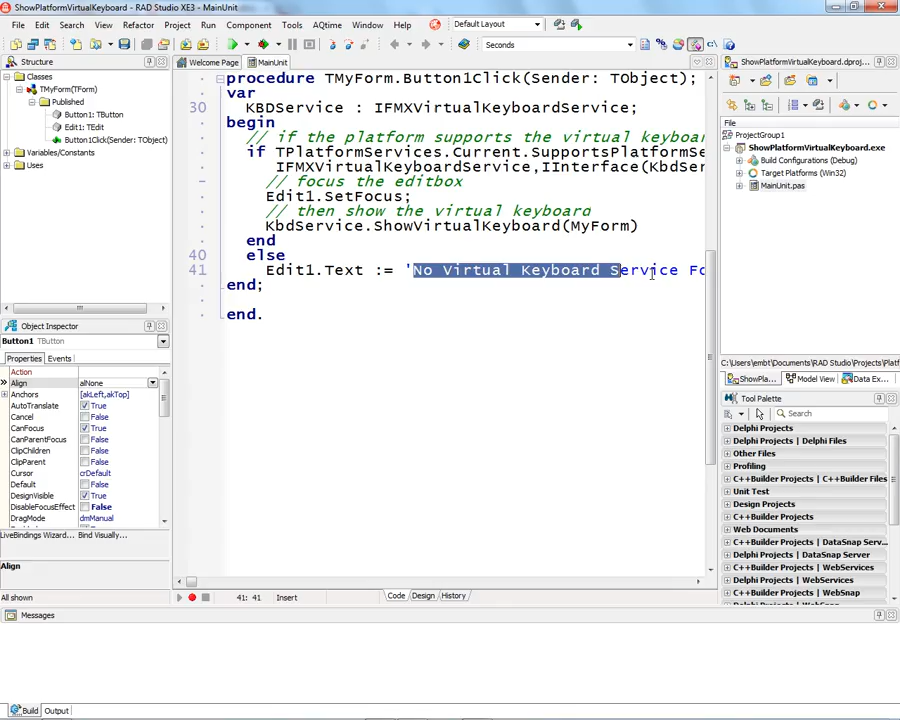 ShowPlatformVirtualKeyboard - RAD Studio XE3 - MainUnit
File Edit Search View Refactor Project Run Component Tools AQtime Window Help Default Layout
Seconds
Structure
Classes
TMyForm(TForm)
Published
Button1: TButton
Edit1: TEdit
Button1Click(Sender: TObject)
Variables/Constants
Uses
Object Inspector
Button1 TButton
Properties Events
Action
Align alNone
Anchors [akLeft,akTop]
AutoTranslate True
Cancel False
CanFocus True
CanParentFocus False
ClipChildren False
ClipParent False
Cursor crDefault
Default False
DesignVisible True
DisableFocusEffect False
DragMode dmManual
LiveBindings Wizard... Bind Visually...
Align
All shown
Welcome Page MainUnit
procedure TMyForm.Button1Click(Sender: TObject);
var
30 KBDService : IFMXVirtualKeyboardService;
begin
// if the platform supports the virtual keyboar
if TPlatformServices.Current.SupportsPlatformSe
IFMXVirtualKeyboardService,IInterface(KbdSer
// focus the editbox
Edit1.SetFocus;
// then show the virtual keyboard
KbdService.ShowVirtualKeyboard(MyForm)
end
40 else
41 Edit1.Text := 'No Virtual Keyboard Service Fo
end;
end.
41: 41 Insert Code Design History
ShowPlatformVirtualKeyboard.dproj...
File
ProjectGroup1
ShowPlatformVirtualKeyboard.exe
Build Configurations (Debug)
Target Platforms (Win32)
MainUnit.pas
C:\Users\embt\Documents\RAD Studio\Projects\Platf
ShowPla... Model View Data Ex...
Tool Palette
Search
Delphi Projects
Delphi Projects | Delphi Files
Other Files
Profiling
C++Builder Projects | C++Builder Files
Unit Test
Design Projects
C++Builder Projects
Web Documents
C++Builder Projects | DataSnap Serv...
Delphi Projects | DataSnap Server
C++Builder Projects | WebServices
Delphi Projects | WebServices
C++Builder Projects | WebSnap
Delphi Projects | WebSnap
Messages
Build Output